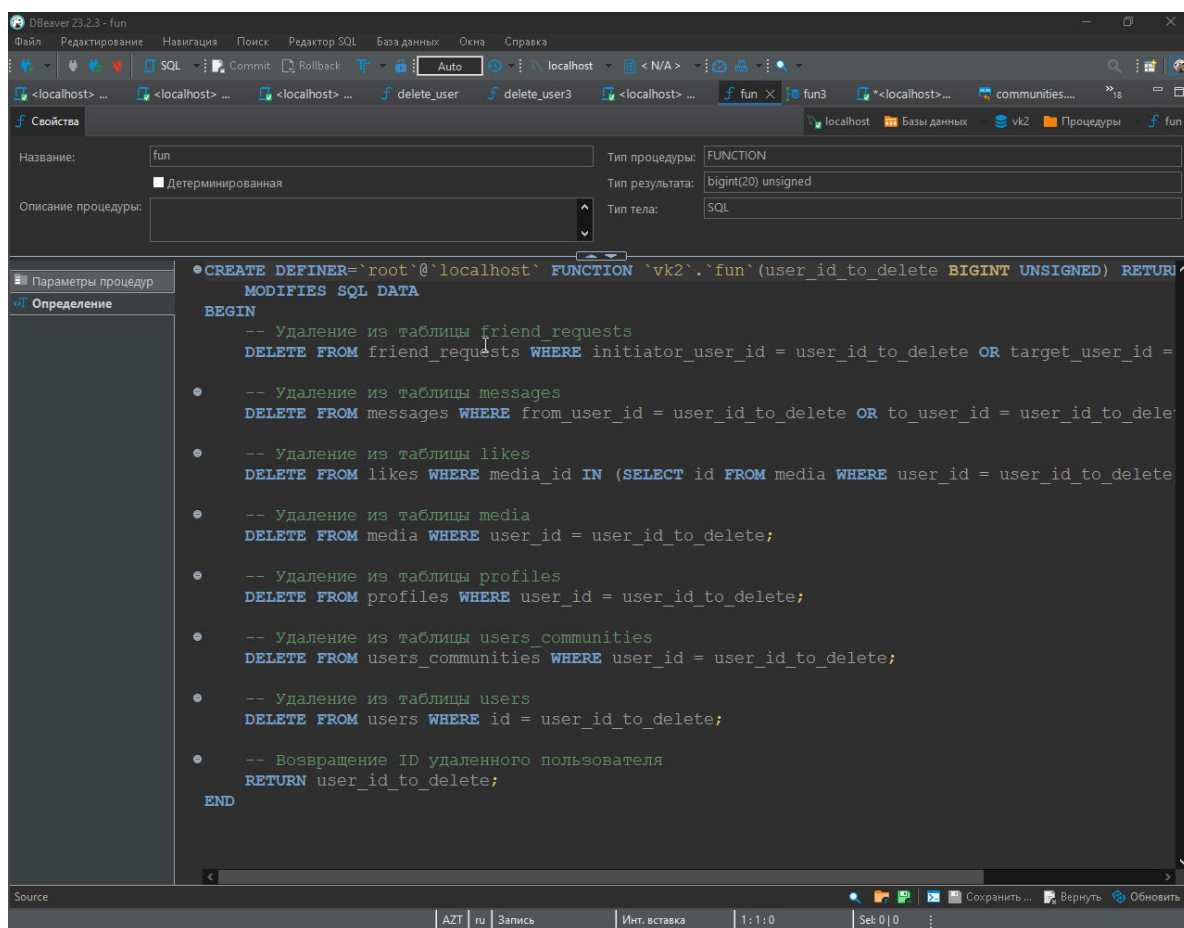 DBeaver 23.2.3 - fun
Файл Редактирование Навигация Поиск Редактор SQL База данных Окна Справка
SQL Commit Rollback Auto localhost < N/A >
<localhost> ... <localhost> ... <localhost> ... delete_user delete_user3 <localhost> ... fun fun3 *<localhost>... communities.... »18
Свойства localhost Базы данных vk2 Процедуры fun
Название: fun Тип процедуры: FUNCTION
Детерминированная Тип результата: bigint(20) unsigned
Описание процедуры: Тип тела: SQL
Параметры процедур
Определение
CREATE DEFINER=`root`@`localhost` FUNCTION `vk2`.`fun`(user_id_to_delete BIGINT UNSIGNED) RETUR
MODIFIES SQL DATA
BEGIN
-- Удаление из таблицы friend_requests
DELETE FROM friend_requests WHERE initiator_user_id = user_id_to_delete OR target_user_id =
-- Удаление из таблицы messages
DELETE FROM messages WHERE from_user_id = user_id_to_delete OR to_user_id = user_id_to_dele
-- Удаление из таблицы likes
DELETE FROM likes WHERE media_id IN (SELECT id FROM media WHERE user_id = user_id_to_delete
-- Удаление из таблицы media
DELETE FROM media WHERE user_id = user_id_to_delete;
-- Удаление из таблицы profiles
DELETE FROM profiles WHERE user_id = user_id_to_delete;
-- Удаление из таблицы users_communities
DELETE FROM users_communities WHERE user_id = user_id_to_delete;
-- Удаление из таблицы users
DELETE FROM users WHERE id = user_id_to_delete;
-- Возвращение ID удаленного пользователя
RETURN user_id_to_delete;
END
Source Сохранить ... Вернуть Обновить
AZT ru Запись Инт. вставка 1 : 1 : 0 Sel: 0 | 0